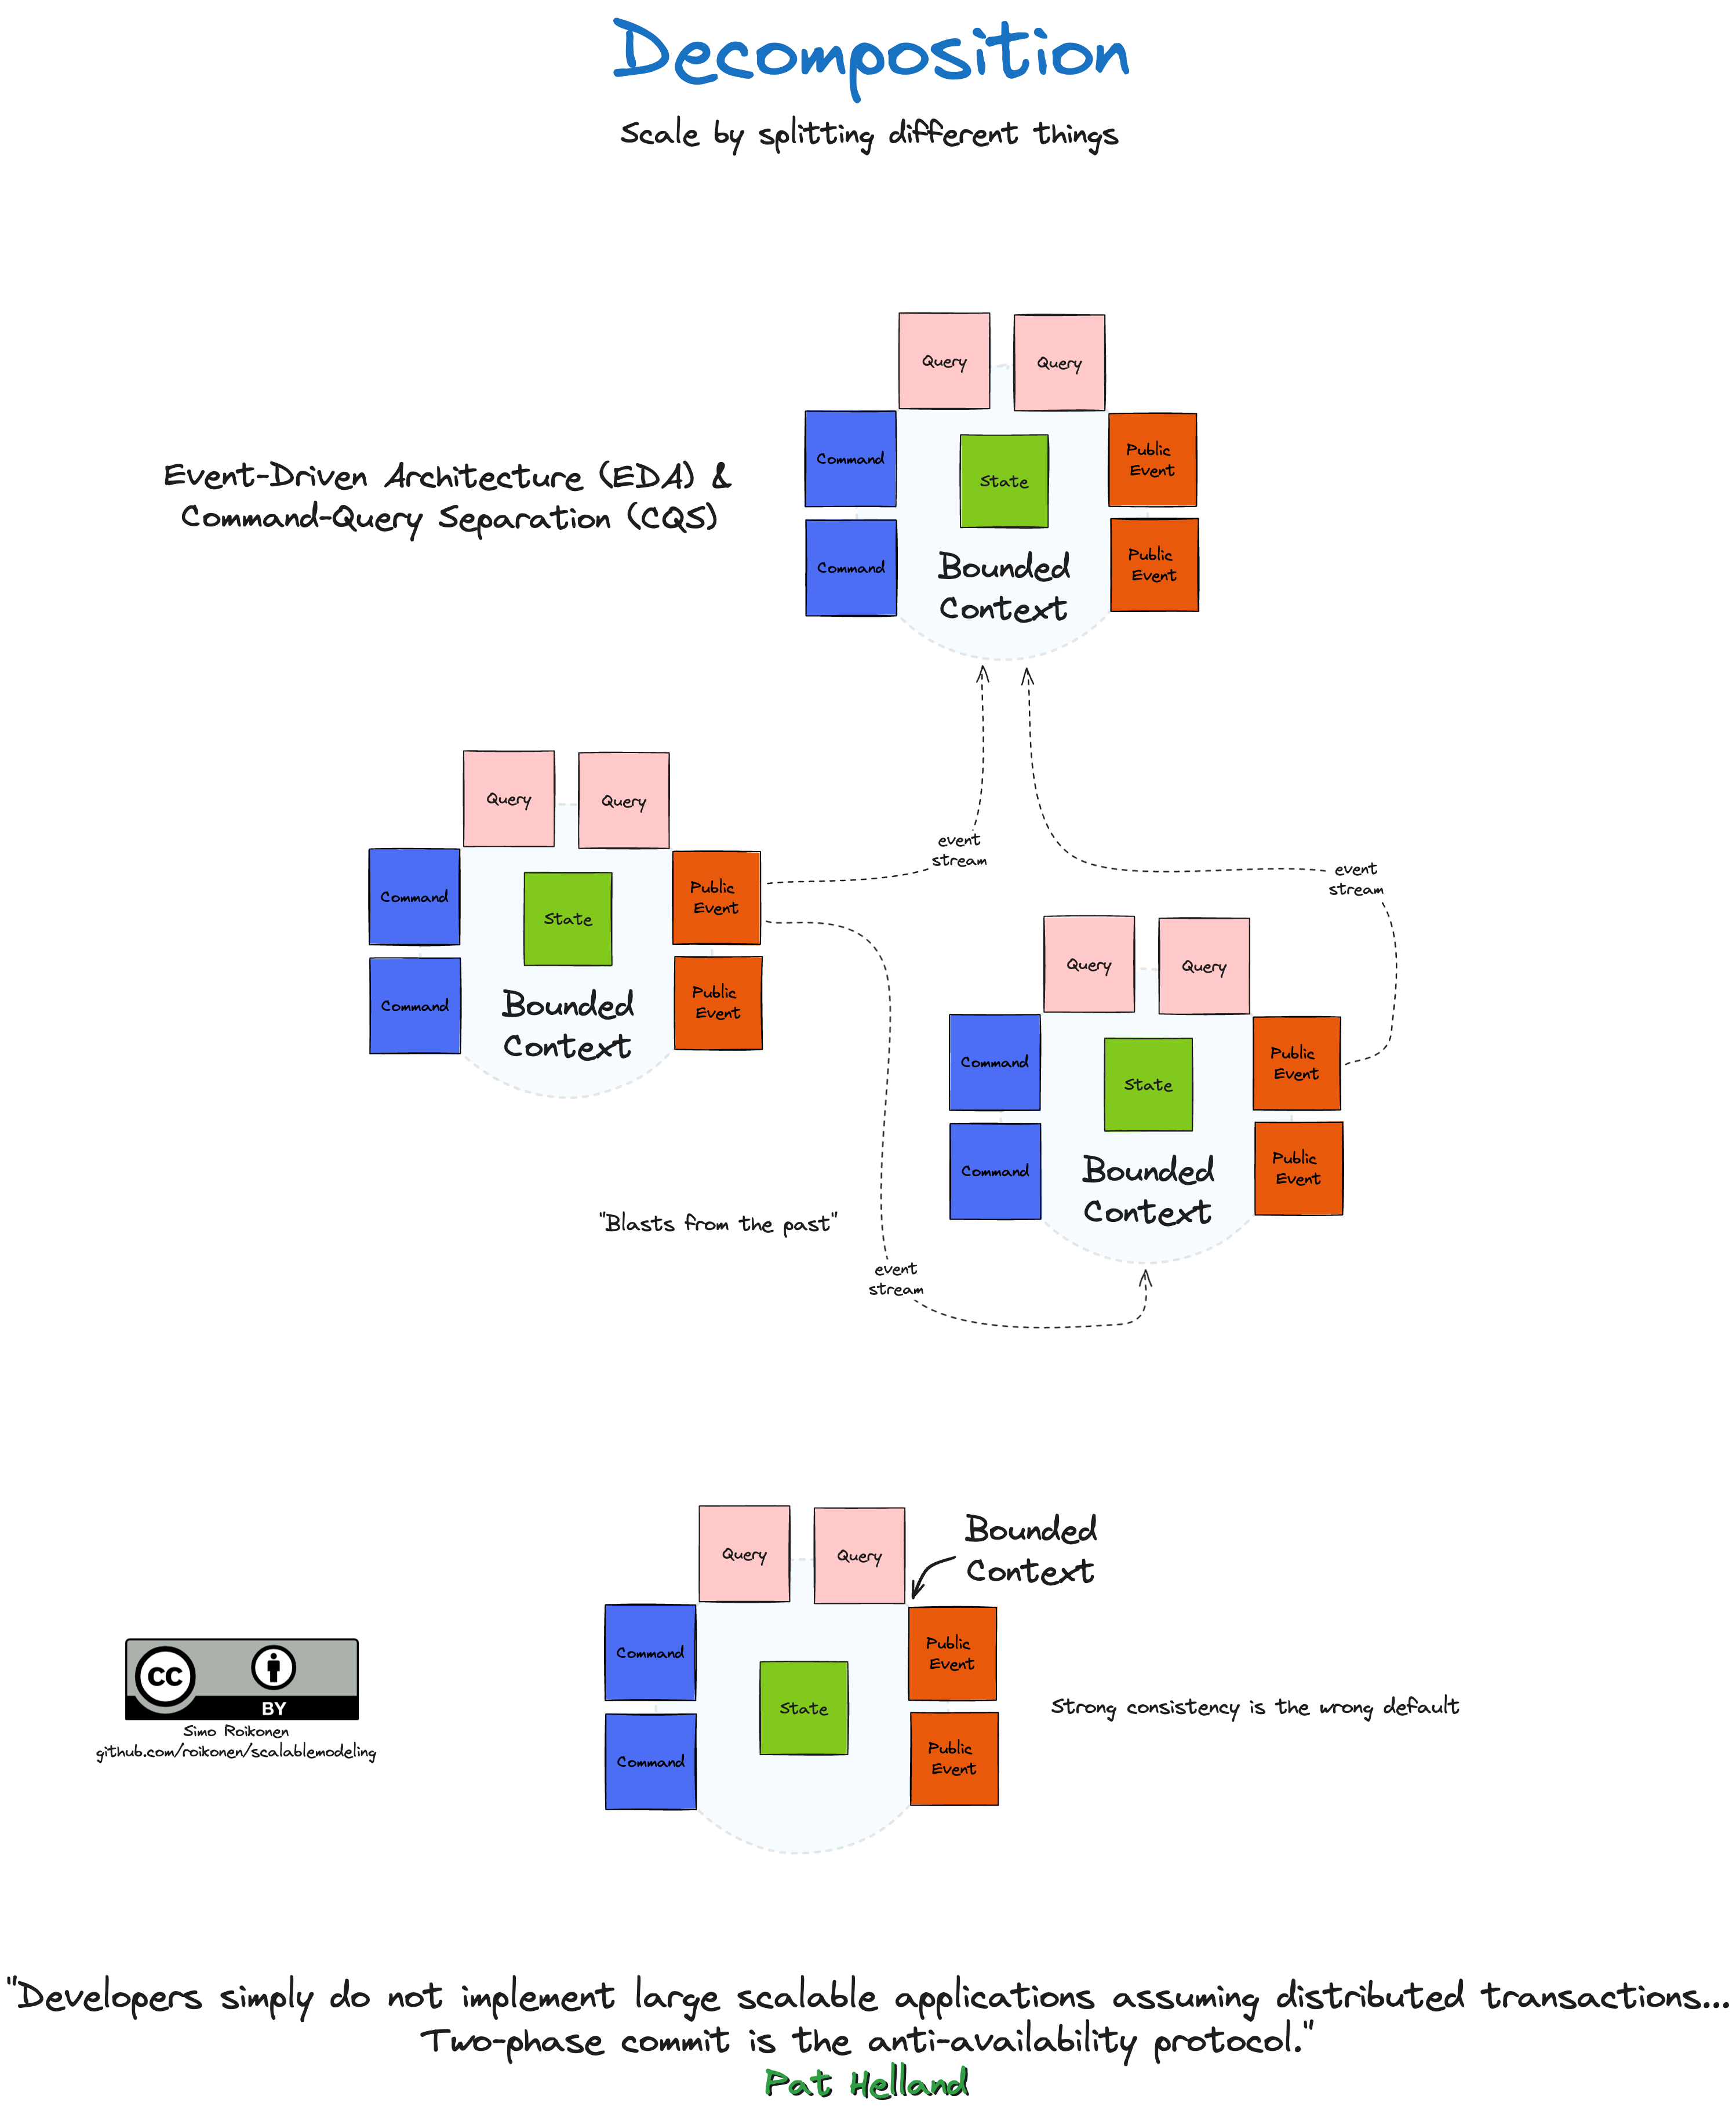 Decomposition
Scale by splitting different things
Query
Query
Command
Public
Event
State
Command
Public
Event
Bounded
Context
Event-Driven Architecture (EDA) &
Command-Query Separation (CQS)
Query
Query
Command
Public
Event
State
Command
Public
Event
Bounded
Context
event
stream
event
stream
Query
Query
Command
Public
Event
State
Command
Public
Event
Bounded
Context
"Blasts from the past"
event
stream
Query
Query
Bounded
Context
Command
Public
Event
State
Command
Public
Event
Strong consistency is the wrong default
CC
BY
Simo Roikonen
github.com/roikonen/scalablemodeling
"Developers simply do not implement large scalable applications assuming distributed transactions...
Two-phase commit is the anti-availability protocol."
Pat Helland